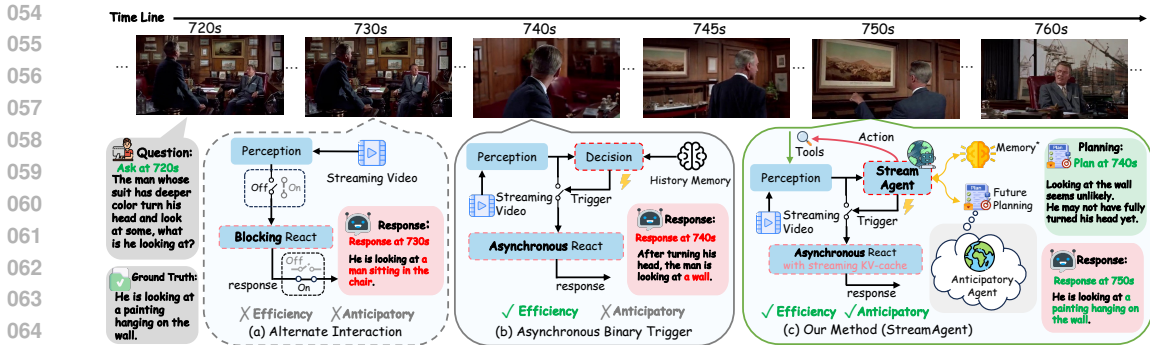 054
055
056
057
058
059
060
061
062
063
064
Time Line
720s
730s
740s
745s
750s
760s
...
...
...
...
...
...
Question:
Ask at 720s
The man whose
suit has deeper
color turn his
head and look
at some, what
is he looking at?
Ground Truth:
He is looking at
a painting
hanging on the
wall.
Perception
Streaming Video
Off
On
Blocking React
Off
On
response
Response:
Response at 730s
He is looking at a
man sitting in the
chair.
Efficiency
Anticipatory
(a) Alternate Interaction
Perception
Decision
History Memory
Streaming
Video
Trigger
Asynchronous React
response
Response:
Response at 740s
After turning his
head, the man is
looking at a wall.
Efficiency
Anticipatory
(b) Asynchronous Binary Trigger
Action
Tools
Perception
Stream
Agent
Memory
Future
Planning
Streaming
Video
Trigger
Asynchronous React
with streaming KV-cache
response
Anticipatory
Agent
Planning:
Plan at 740s
Looking at the wall
seems unlikely.
He may not have fully
turned his head yet.
Response:
Response at 750s
He is looking at a
painting hanging on the
wall.
Efficiency
Anticipatory
(c) Our Method (StreamAgent)